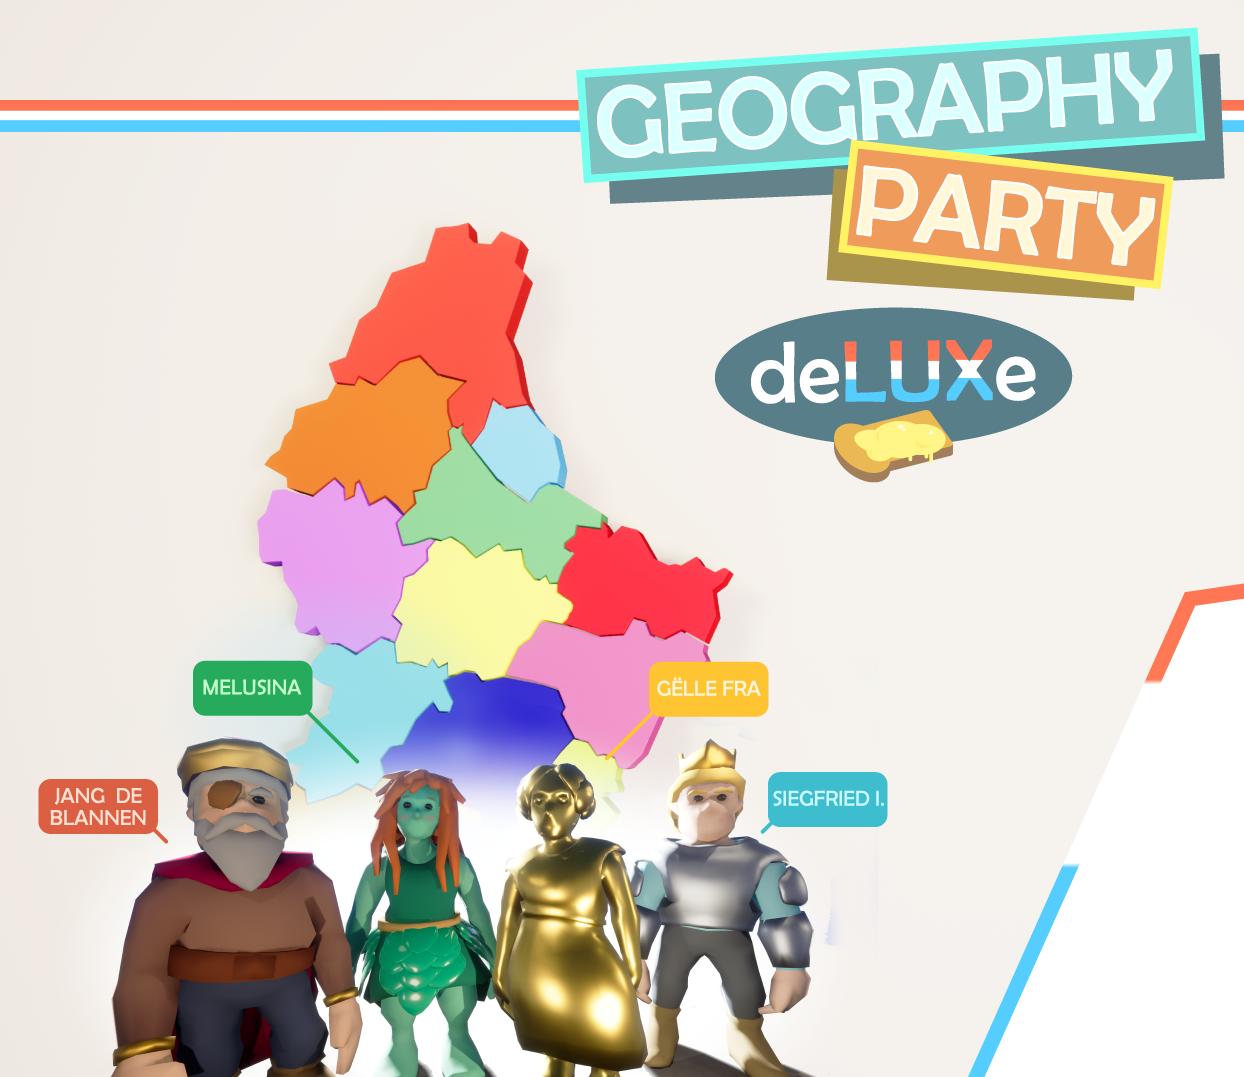 GEOGRAPHY
PARTY
deLUXe
MELUSINA
GËLLE FRA
JANG DE
BLANNEN
SIEGFRIED I.